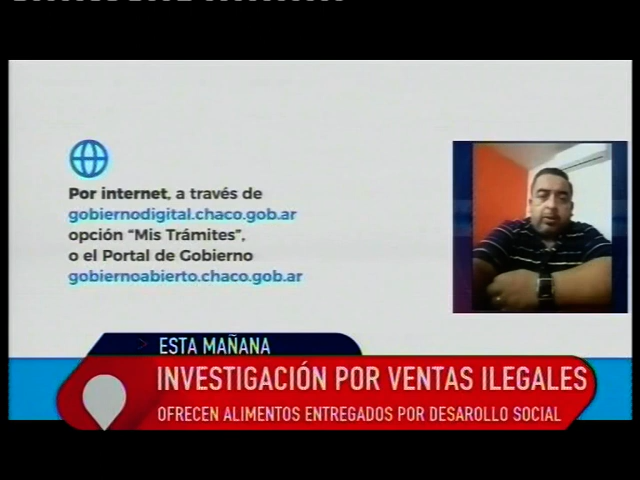 Por internet, a través de
gobiernodigital.chaco.gob.ar
opción “Mis Trámites”,
o el Portal de Gobierno
gobiernoabierto.chaco.gob.ar
> ESTA MAÑANA
INVESTIGACIÓN POR VENTAS ILEGALES
OFRECEN ALIMENTOS ENTREGADOS POR DESAROLLO SOCIAL